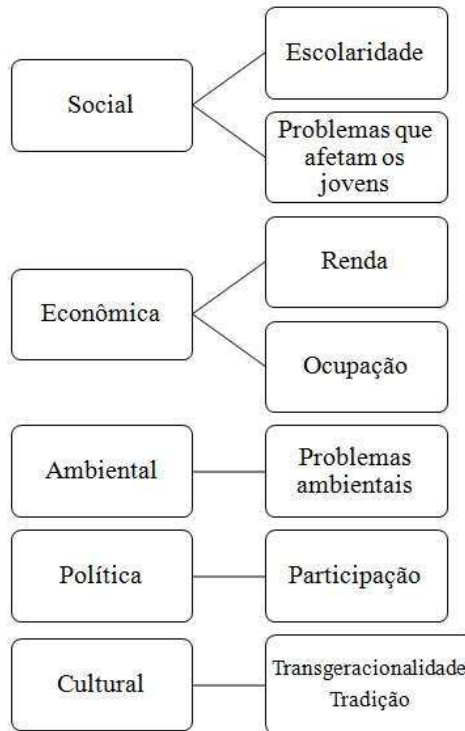 Social
Escolaridade
Problemas que
afetam os
jovens
Econômica
Renda
Ocupação
Ambiental
Problemas
ambientais
Política
Participação
Cultural
Transgeracionalidade
Tradição